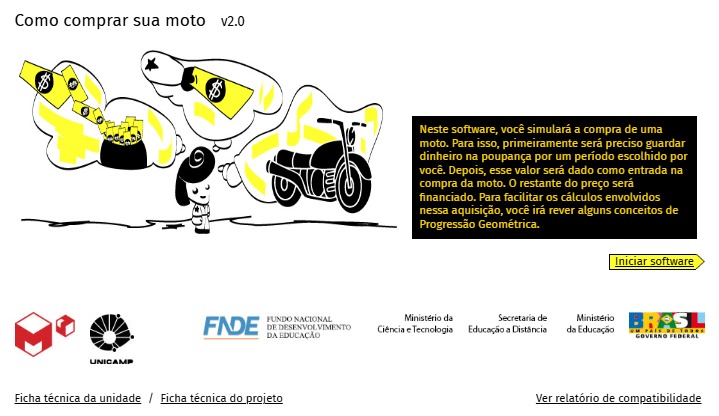 Como comprar sua moto v2.0
Neste software, você simulará a compra de uma
moto. Para isso, primeiramente será preciso guardar
dinheiro na poupança por um período escolhido por
você. Depois, esse valor será dado como entrada na
compra da moto. O restante do preço será
financiado. Para facilitar os cálculos envolvidos
nessa aquisição, você irá rever alguns conceitos de
Progressão Geométrica.
Iniciar software
UNICAMP
FNDE
FUNDO NACIONAL
DE DESENVOLVIMENTO
DA EDUCAÇÃO
Ministério da
Ciência e Tecnologia
Secretaria de
Educação a Distância
Ministério
da Educação
BRASIL
UM PAÍS DE TODOS
GOVERNO FEDERAL
Ficha técnica da unidade / Ficha técnica do projeto
Ver relatório de compatibilidade